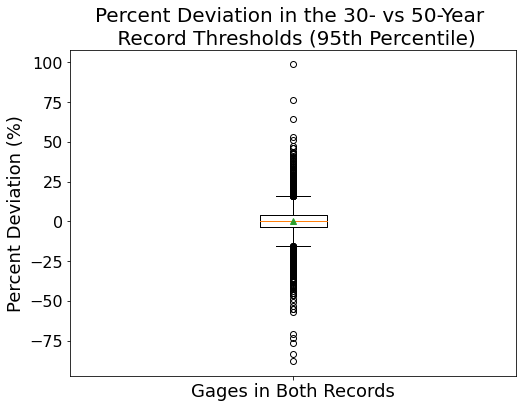 Percent Deviation in the 30- vs 50-Year
Record Thresholds (95th Percentile)
100
75
50
25
0
−25
−50
−75
Percent Deviation (%)
Gages in Both Records